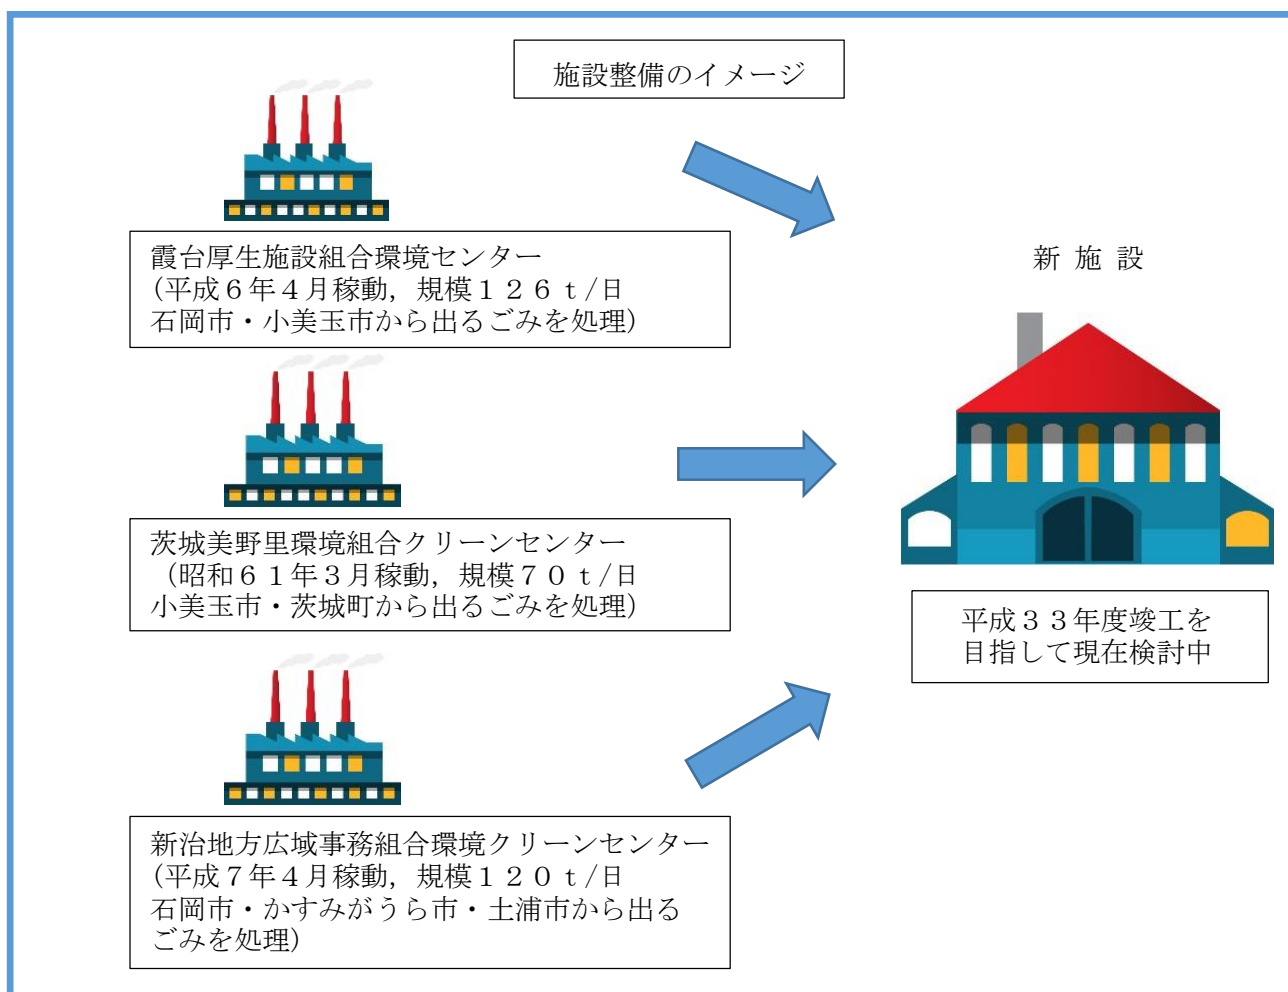 施設整備のイメージ
霞台厚生施設組合環境センター
(平成６年４月稼動，規模１２６ｔ/日
石岡市・小美玉市から出るごみを処理）
茨城美野里環境組合クリーンセンター
（昭和６１年３月稼動，規模７０ｔ/日
小美玉市・茨城町から出るごみを処理）
新治地方広域事務組合環境クリーンセンター
(平成７年４月稼動，規模１２０ｔ/日
石岡市・かすみがうら市・土浦市から出る
ごみを処理）
新 施 設
平成３３年度竣工を
目指して現在検討中